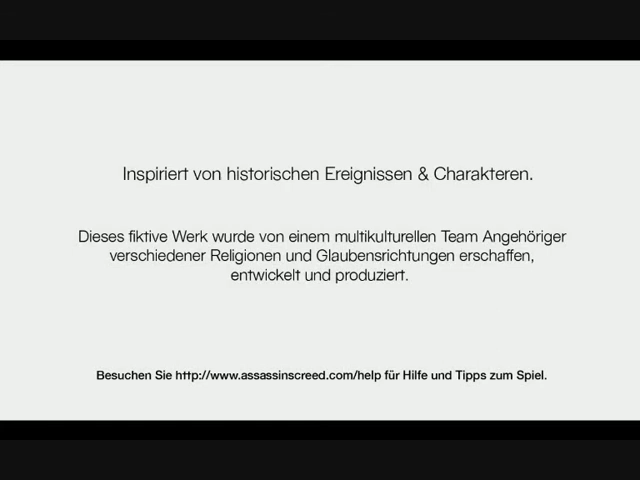 Inspiriert von historischen Ereignissen & Charakteren.
Dieses fiktive Werk wurde von einem multikulturellen Team Angehöriger
verschiedener Religionen und Glaubensrichtungen erschaffen,
entwickelt und produziert.
Besuchen Sie http://www.assassinscreed.com/help für Hilfe und Tipps zum Spiel.